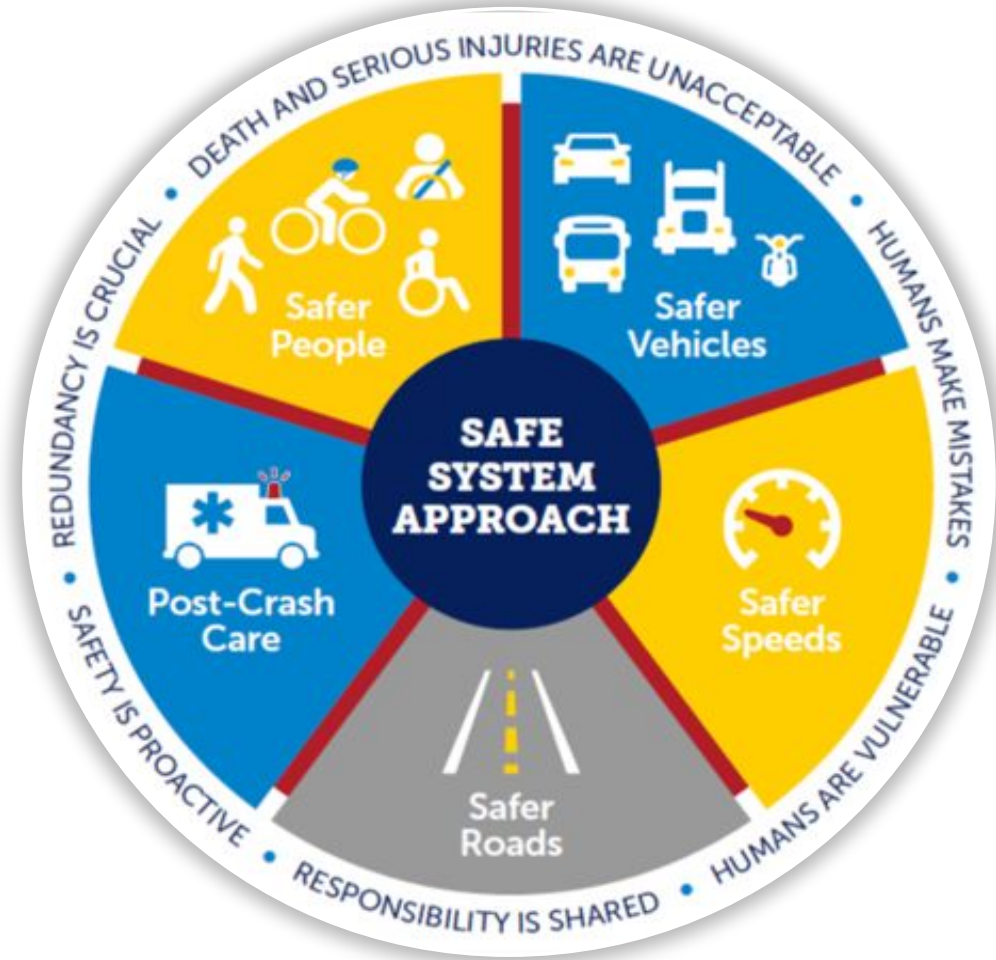 DEATH AND SERIOUS INJURIES ARE UNACCEPTABLE
HUMANS MAKE MISTAKES
HUMANS ARE VULNERABLE
RESPONSIBILITY IS SHARED
SAFETY IS PROACTIVE
REDUNDANCY IS CRUCIAL
Safer
People
Safer
Vehicles
Safer
Speeds
Safer
Roads
Post-Crash
Care
SAFE
SYSTEM
APPROACH